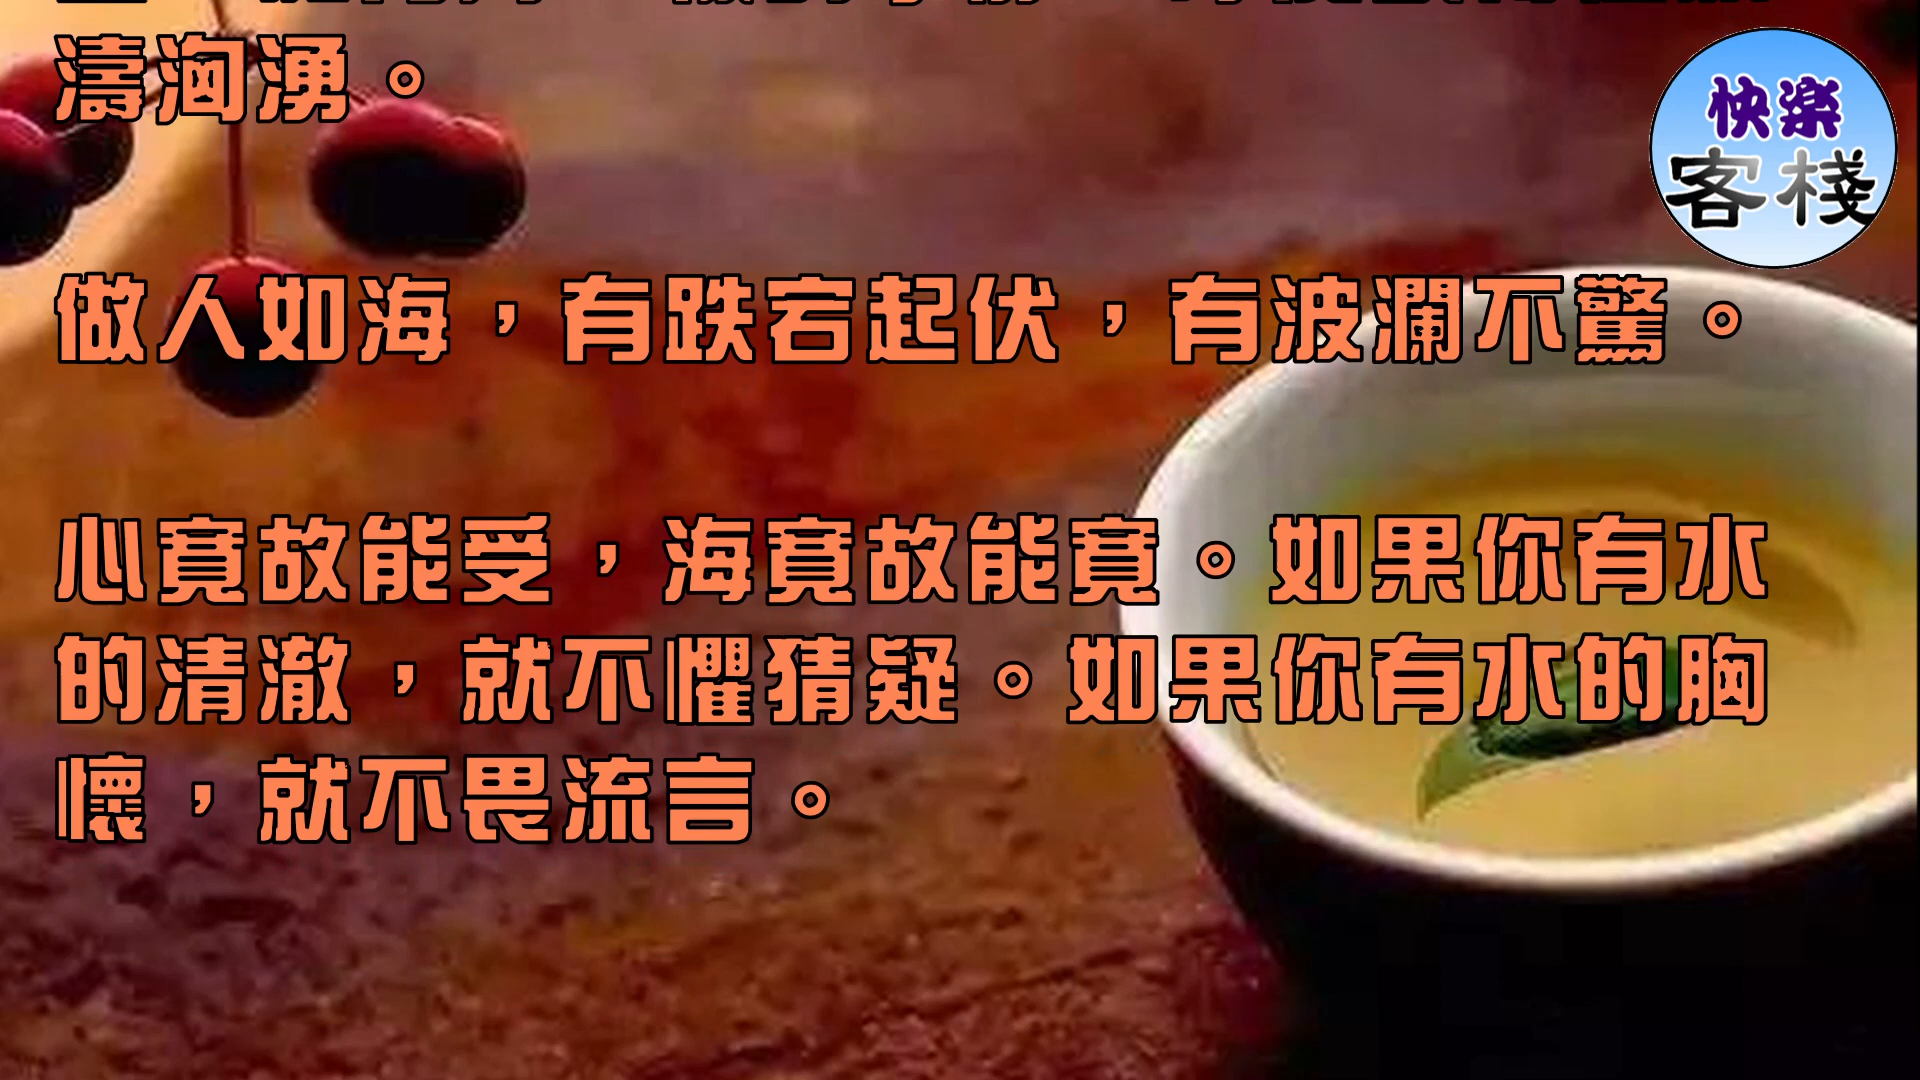 濤洶湧。
快樂
客棧
做人如海，有跌宕起伏，有波瀾不驚。
心寬故能受，海寬故能寬。如果你有水
的清澈，就不懼猜疑。如果你有水的胸
懷，就不畏流言。